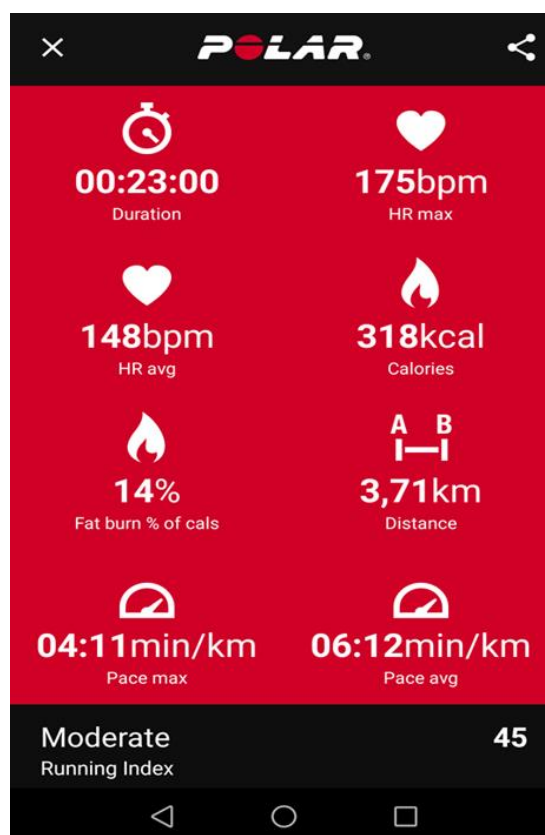 POLAR
00:23:00
Duration
175bpm
HR max
148bpm
HR avg
318kcal
Calories
14%
Fat burn % of cals
A B
3,71km
Distance
04:11min/km
Pace max
06:12min/km
Pace avg
Moderate
Running Index
45